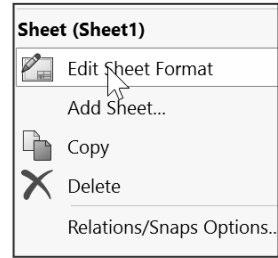 Sheet (Sheet1)
Edit Sheet Format
Add Sheet...
Copy
Delete
Relations/Snaps Options..